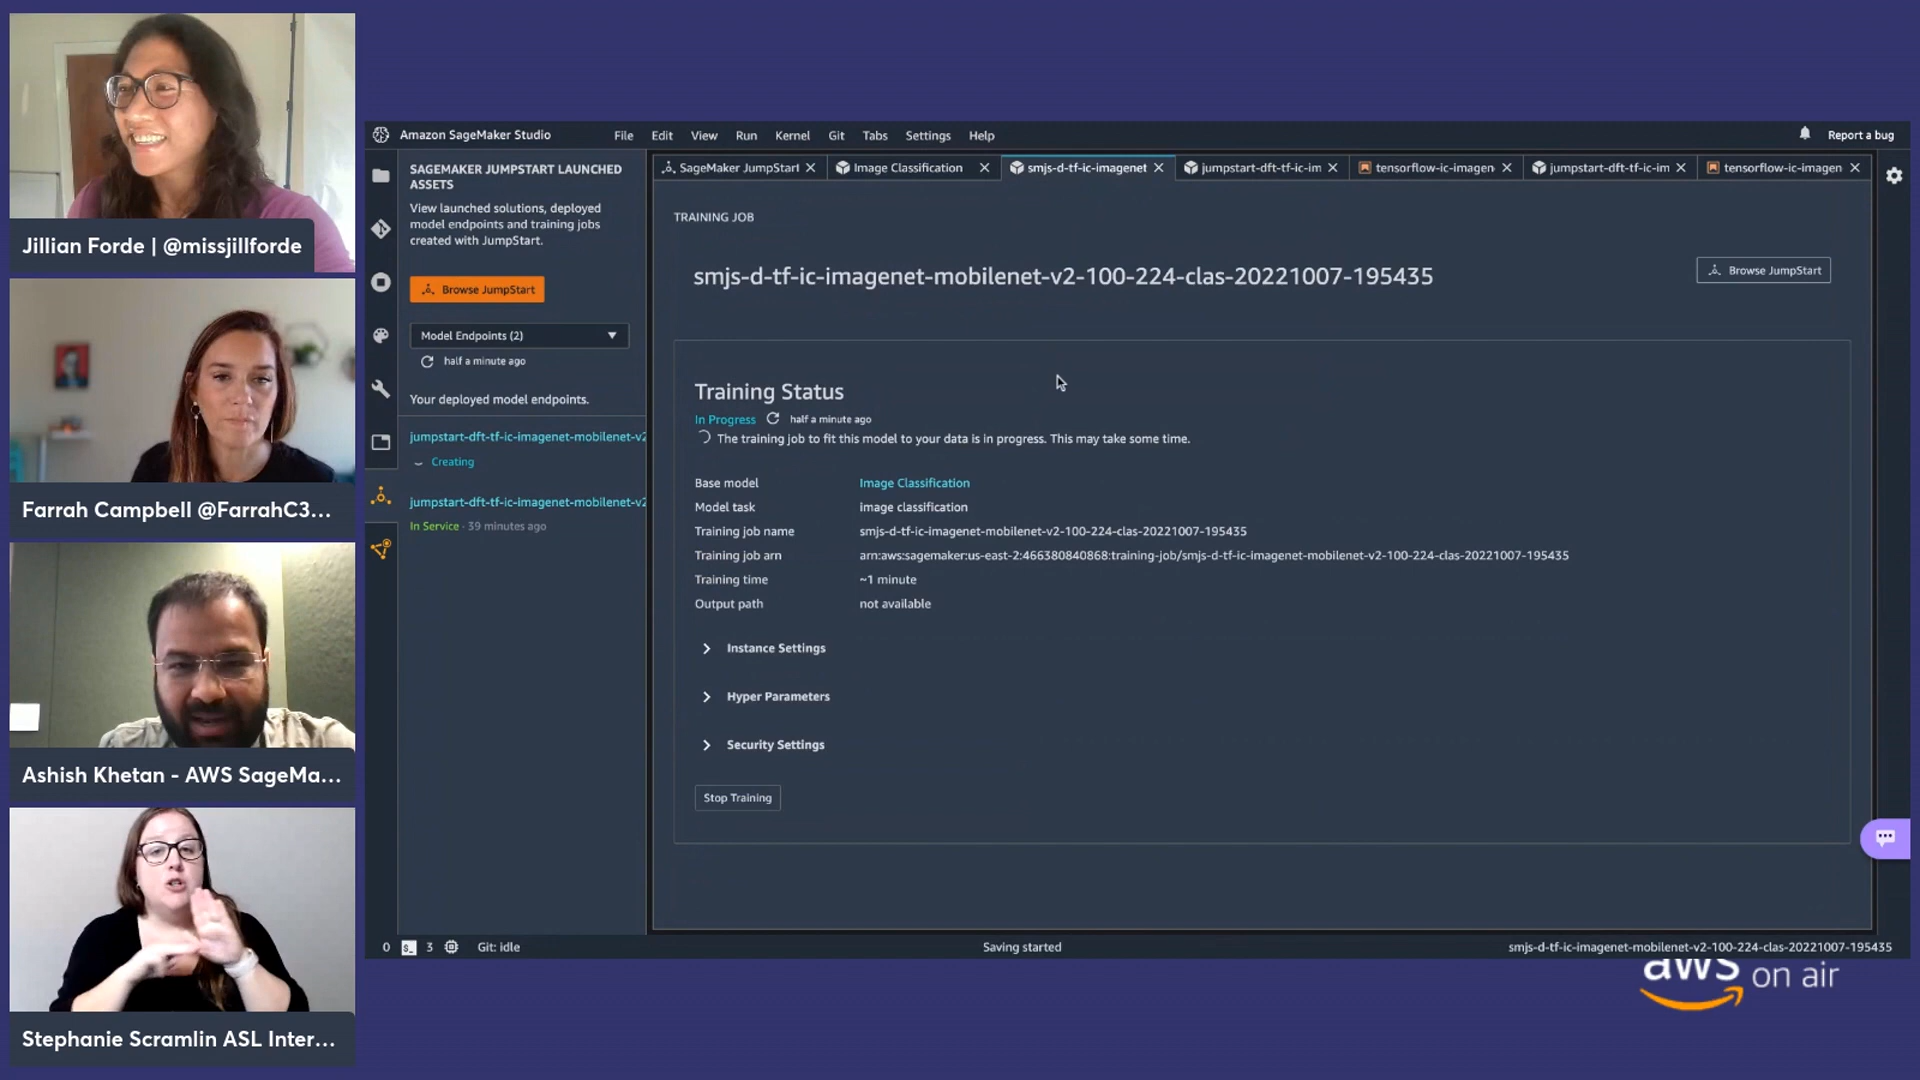 Jillian Forde | @missjillforde
Farrah Campbell @FarrahC3...
Ashish Khetan - AWS SageMa...
Stephanie Scramlin ASL Inter...
Amazon SageMaker Studio
File Edit View Run Kernel Git Tabs Settings Help
Report a bug
SAGEMAKER JUMPSTART LAUNCHED
ASSETS
View launched solutions, deployed
model endpoints and training jobs
created with JumpStart.
Browse JumpStart
Model Endpoints (2)
half a minute ago
Your deployed model endpoints.
jumpstart-dft-tf-ic-imagenet-mobilenet-v2
Creating
jumpstart-dft-tf-ic-imagenet-mobilenet-v2
In Service · 39 minutes ago
SageMaker JumpStart
Image Classification
smjs-d-tf-ic-imagenet
jumpstart-dft-tf-ic-im
tensorflow-ic-imagen
jumpstart-dft-tf-ic-im
tensorflow-ic-imagen
TRAINING JOB
smjs-d-tf-ic-imagenet-mobilenet-v2-100-224-clas-20221007-195435
Browse JumpStart
Training Status
In Progress half a minute ago
The training job to fit this model to your data is in progress. This may take some time.
Base model Image Classification
Model task image classification
Training job name smjs-d-tf-ic-imagenet-mobilenet-v2-100-224-clas-20221007-195435
Training job arn arn:aws:sagemaker:us-east-2:466380840868:training-job/smjs-d-tf-ic-imagenet-mobilenet-v2-100-224-clas-20221007-195435
Training time ~1 minute
Output path not available
Instance Settings
Hyper Parameters
Security Settings
Stop Training
0 $_ 3 Git: idle
Saving started
smjs-d-tf-ic-imagenet-mobilenet-v2-100-224-clas-20221007-195435
aws on air